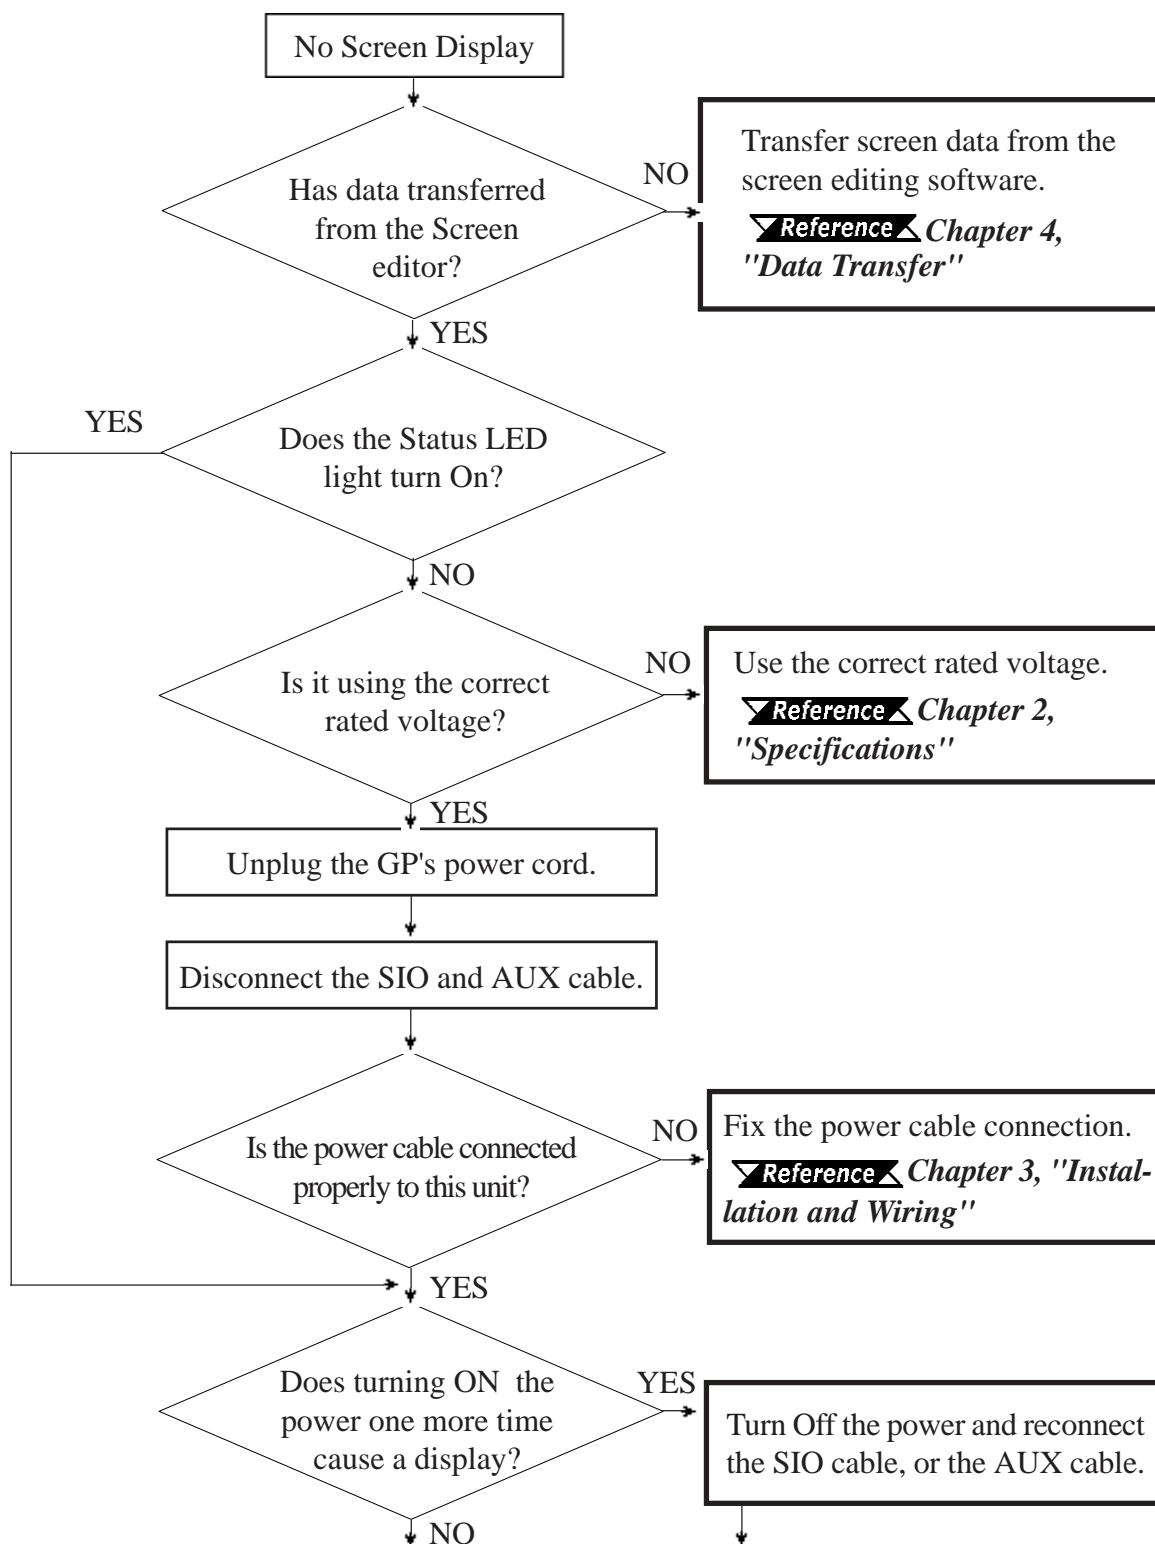 No Screen Display
Has data transferred
from the Screen
editor?
NO
Transfer screen data from the
screen editing software.
Reference Chapter 4,
"Data Transfer"
YES
YES
Does the Status LED
light turn On?
NO
Is it using the correct
rated voltage?
NO
Use the correct rated voltage.
Reference Chapter 2,
"Specifications"
YES
Unplug the GP's power cord.
Disconnect the SIO and AUX cable.
Is the power cable connected
properly to this unit?
NO
Fix the power cable connection.
Reference Chapter 3, "Instal-
lation and Wiring"
YES
Does turning ON the
power one more time
cause a display?
YES
Turn Off the power and reconnect
the SIO cable, or the AUX cable.
NO